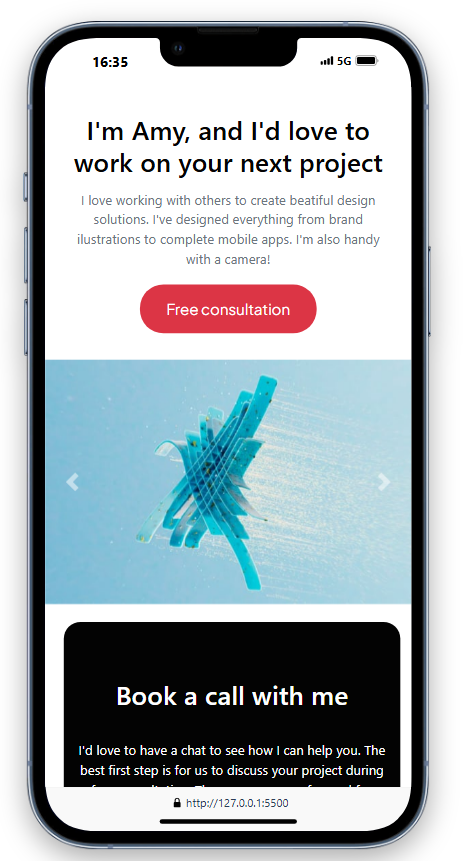 16:35
5G
I'm Amy, and I'd love to
work on your next project
I love working with others to create beatiful design
solutions. I've designed everything from brand
ilustrations to complete mobile apps. I'm also handy
with a camera!
Free consultation
Book a call with me
I'd love to have a chat to see how I can help you. The
best first step is for us to discuss your project during
http://127.0.0.1:5500